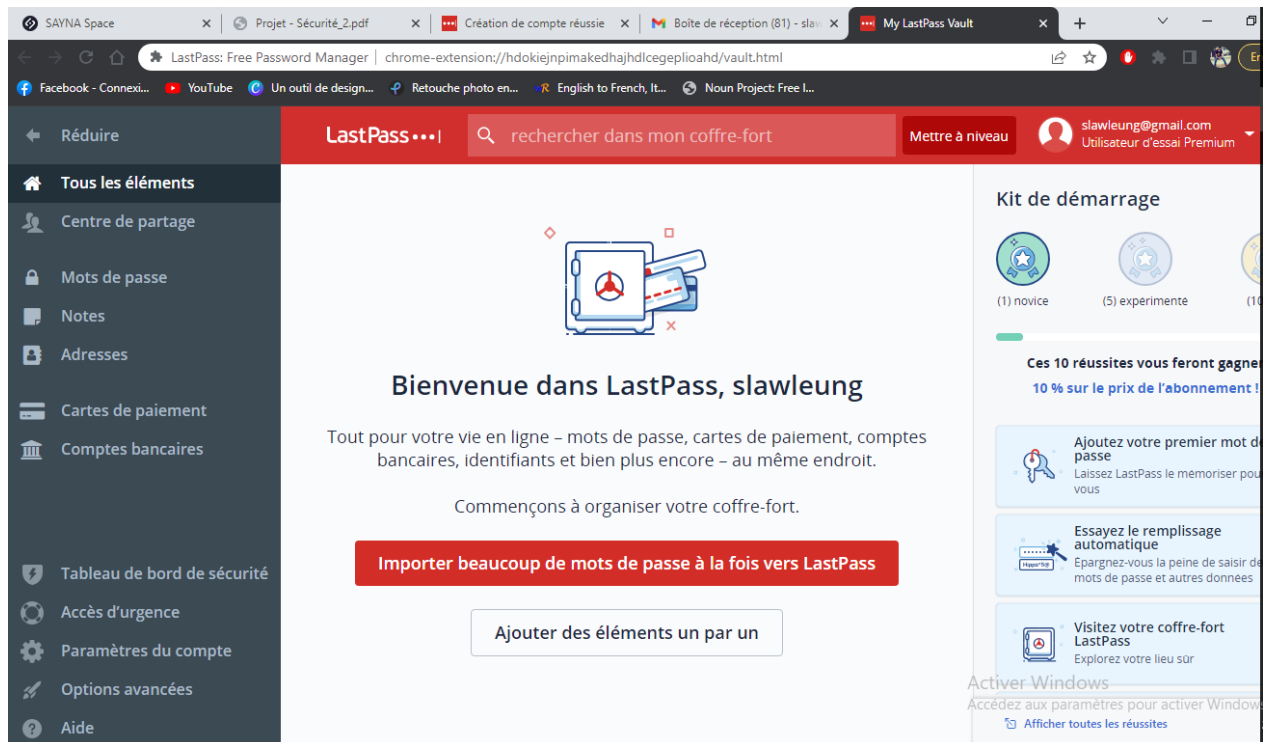 SAYNA Space
Projet - Sécurité_2.pdf
Création de compte réussie
Boîte de réception (81) - slaw
My LastPass Vault
LastPass: Free Password Manager | chrome-extension://hdokiejnpimakedhajhdlcegeplioahd/vault.html
Facebook - Connexi...
YouTube
Un outil de design...
Retouche photo en...
English to French, It...
Noun Project: Free I...
Réduire
LastPass
rechercher dans mon coffre-fort
Mettre à niveau
slawleung@gmail.com
Utilisateur d'essai Premium
Tous les éléments
Centre de partage
Mots de passe
Notes
Adresses
Cartes de paiement
Comptes bancaires
Tableau de bord de sécurité
Accès d'urgence
Paramètres du compte
Options avancées
Aide
Bienvenue dans LastPass, slawleung
Tout pour votre vie en ligne – mots de passe, cartes de paiement, comptes
bancaires, identifiants et bien plus encore – au même endroit.
Commençons à organiser votre coffre-fort.
Importer beaucoup de mots de passe à la fois vers LastPass
Ajouter des éléments un par un
Kit de démarrage
(1) novice
(5) expérimenté
(10
Ces 10 réussites vous feront gagner
10 % sur le prix de l'abonnement !
Ajoutez votre premier mot de
passe
Laissez LastPass le mémoriser pour
vous
Essayez le remplissage
automatique
Épargnez-vous la peine de saisir de
mots de passe et autres données
Visitez votre coffre-fort
LastPass
Explorez votre lieu sûr
Activer Windows
Accédez aux paramètres pour activer Windows
Afficher toutes les réussites